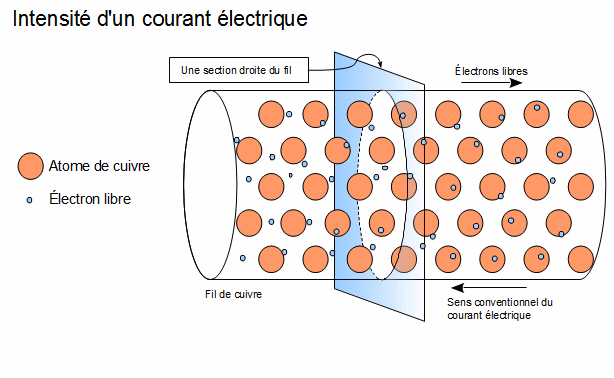 Intensité d'un courant électrique
Une section droite du fil
Électrons libres
Atome de cuivre
Électron libre
Fil de cuivre
Sens conventionnel du
courant électrique